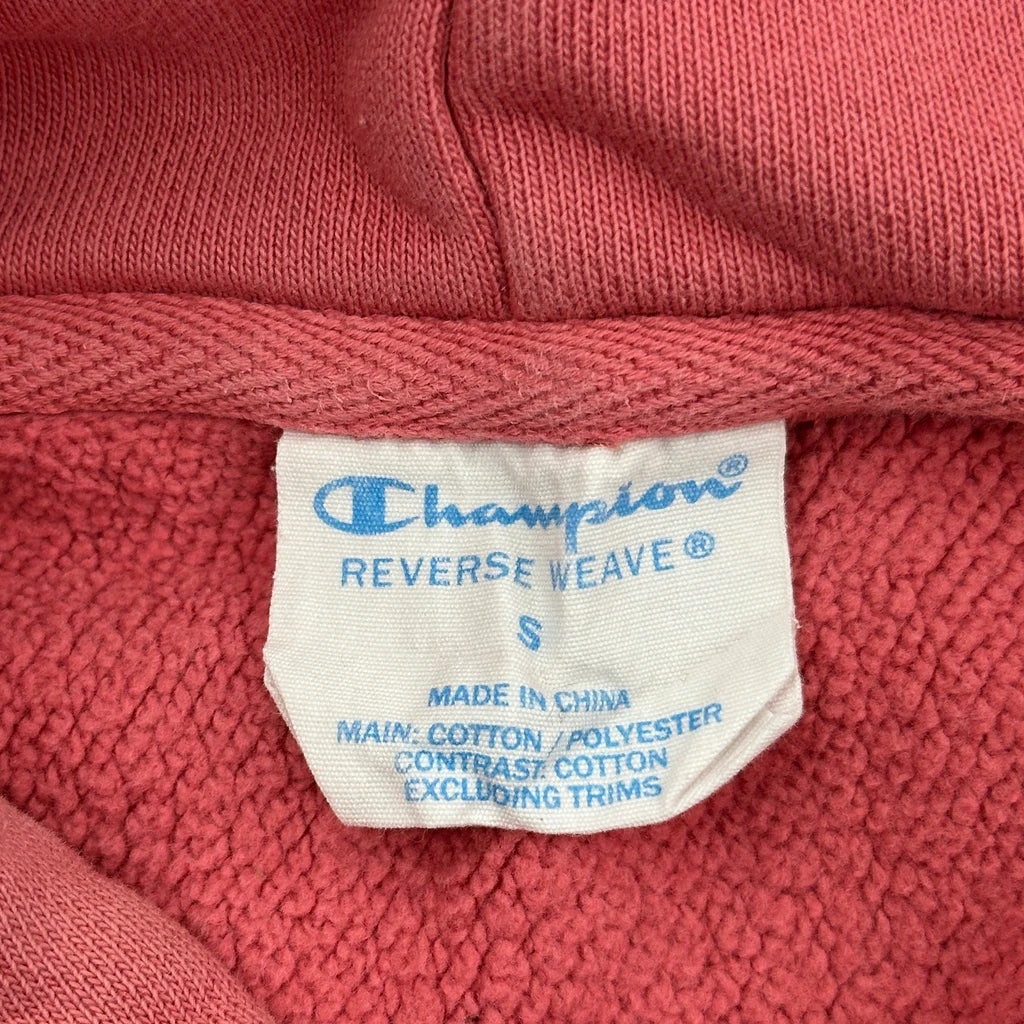 Champion®
REVERSE WEAVE®
S
MADE IN CHINA
MAIN: COTTON / POLYESTER
CONTRAST: COTTON
EXCLUDING TRIMS